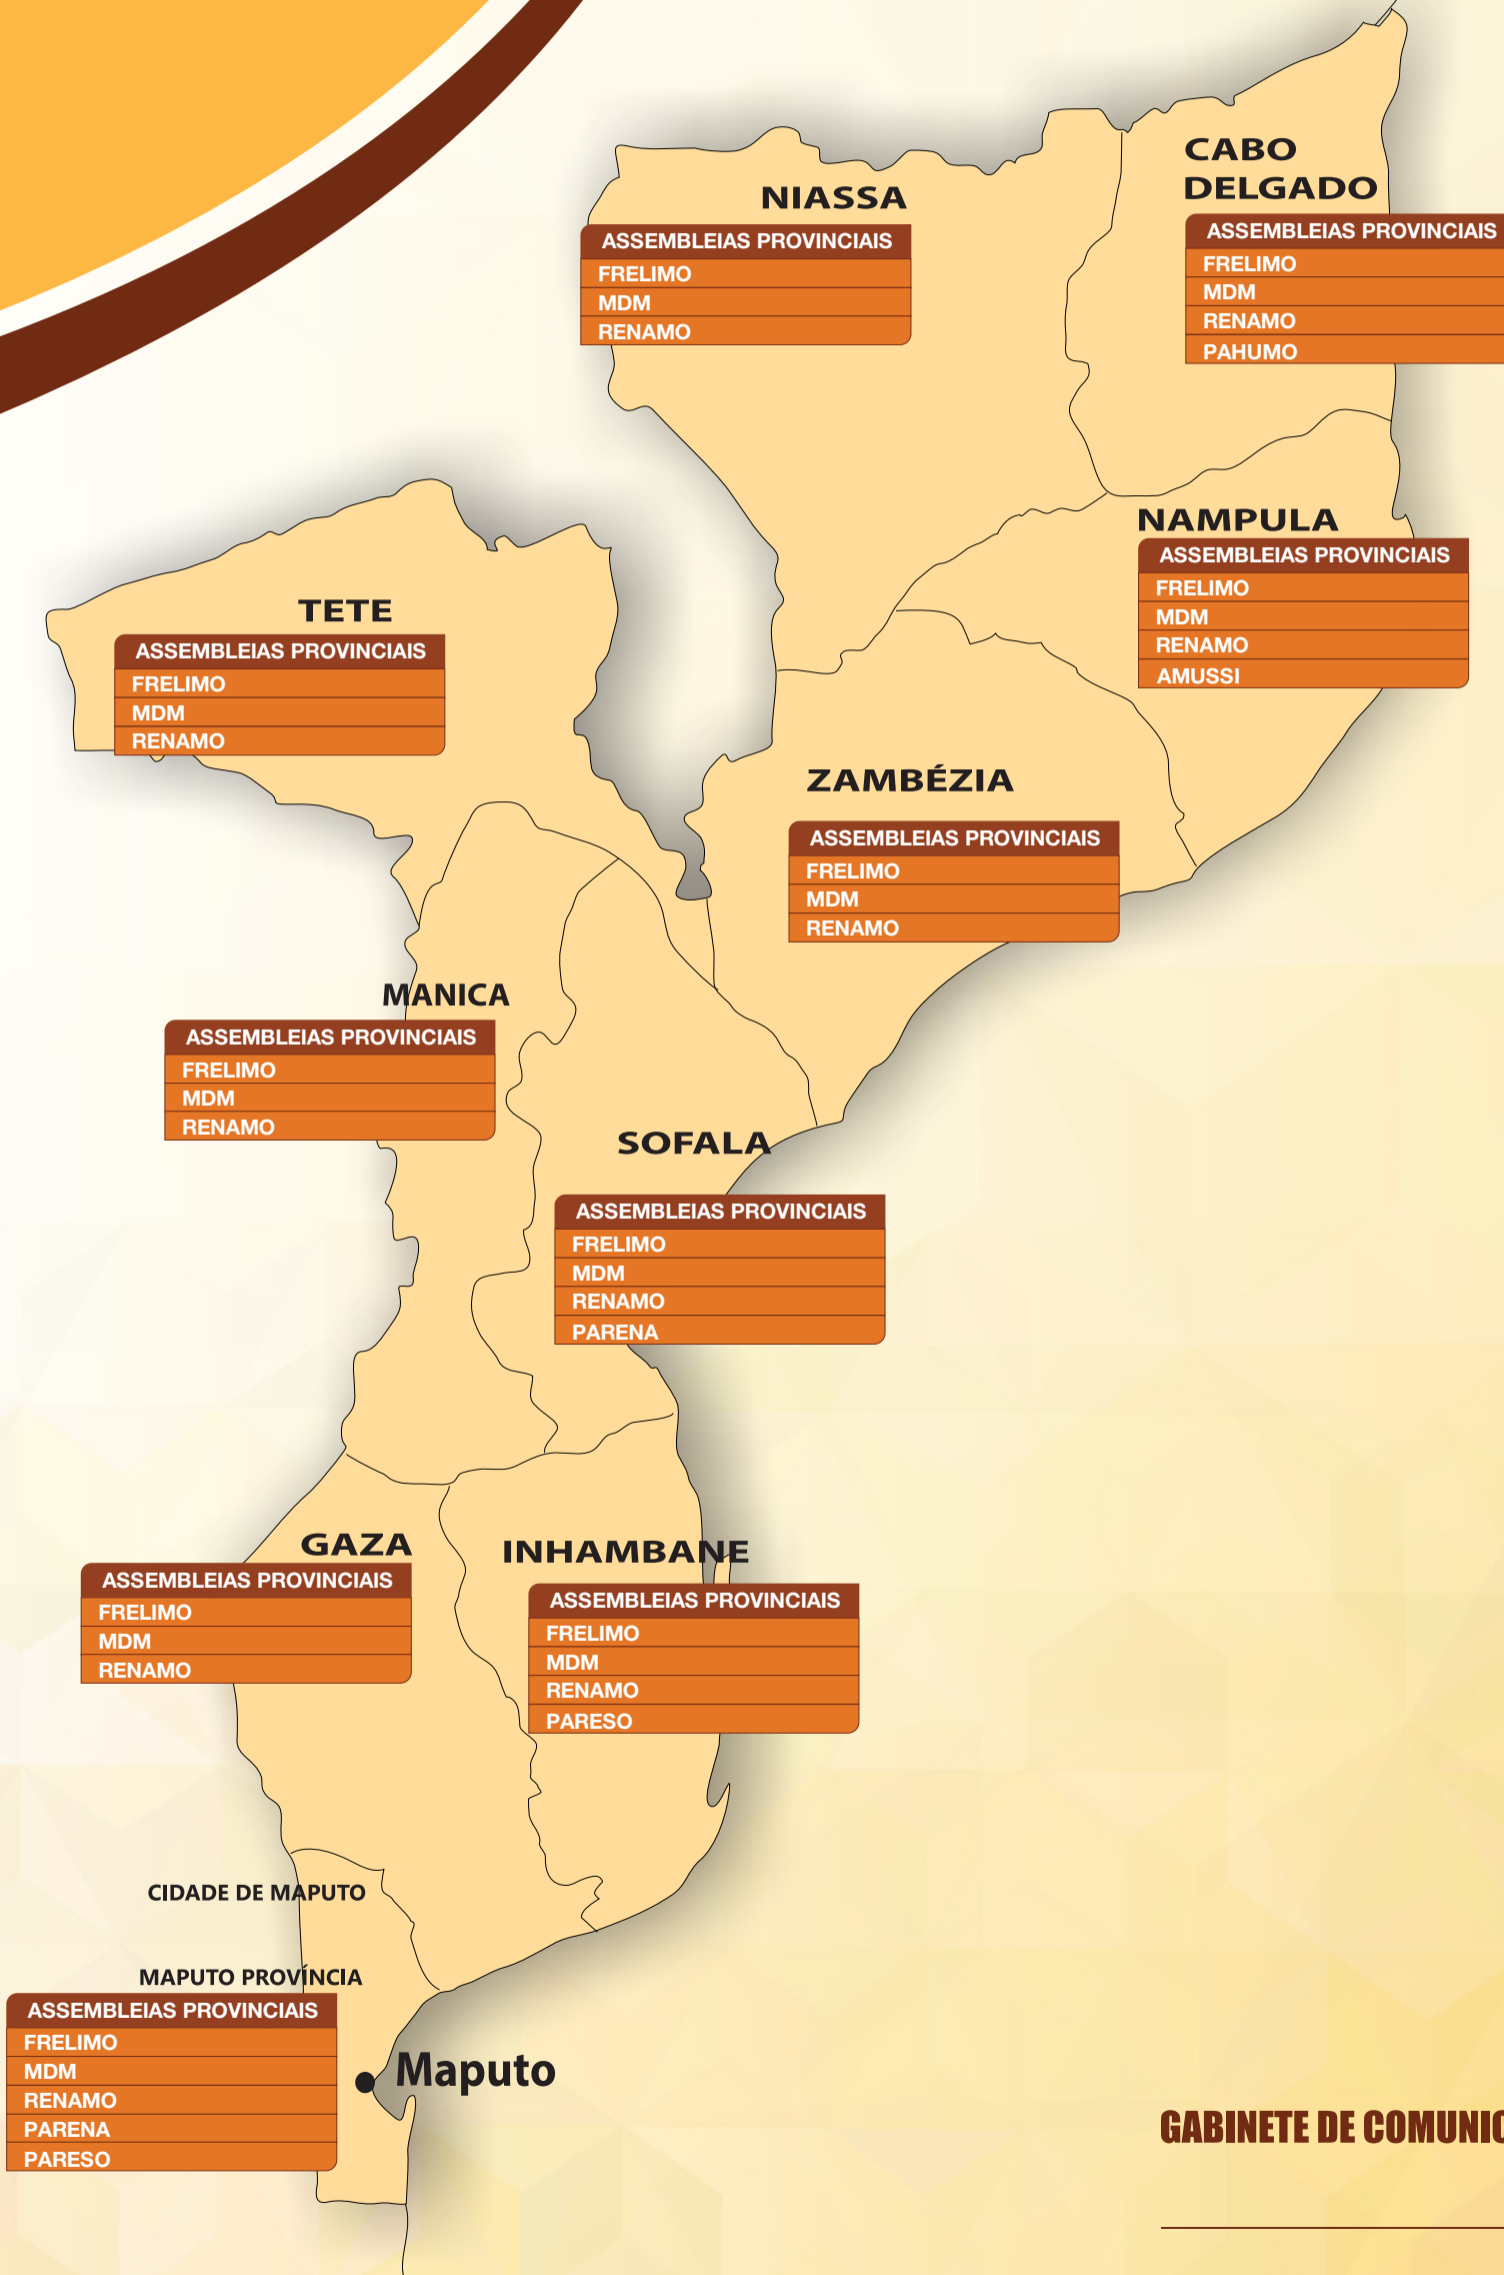 CABO
DELGADO
ASSEMBLEIAS PROVINCIAIS
FRELIMO
MDM
RENAMO
PAHUMO
NIASSA
ASSEMBLEIAS PROVINCIAIS
FRELIMO
MDM
RENAMO
NAMPULA
ASSEMBLEIAS PROVINCIAIS
FRELIMO
MDM
RENAMO
AMUSSI
TETE
ASSEMBLEIAS PROVINCIAIS
FRELIMO
MDM
RENAMO
ZAMBÉZIA
ASSEMBLEIAS PROVINCIAIS
FRELIMO
MDM
RENAMO
MANICA
ASSEMBLEIAS PROVINCIAIS
FRELIMO
MDM
RENAMO
SOFALA
ASSEMBLEIAS PROVINCIAIS
FRELIMO
MDM
RENAMO
PARENA
GAZA
ASSEMBLEIAS PROVINCIAIS
FRELIMO
MDM
RENAMO
INHAMBANE
ASSEMBLEIAS PROVINCIAIS
FRELIMO
MDM
RENAMO
PARESO
CIDADE DE MAPUTO
MAPUTO PROVÍNCIA
ASSEMBLEIAS PROVINCIAIS
FRELIMO
MDM
RENAMO
PARENA
PARESO
Maputo
GABINETE DE